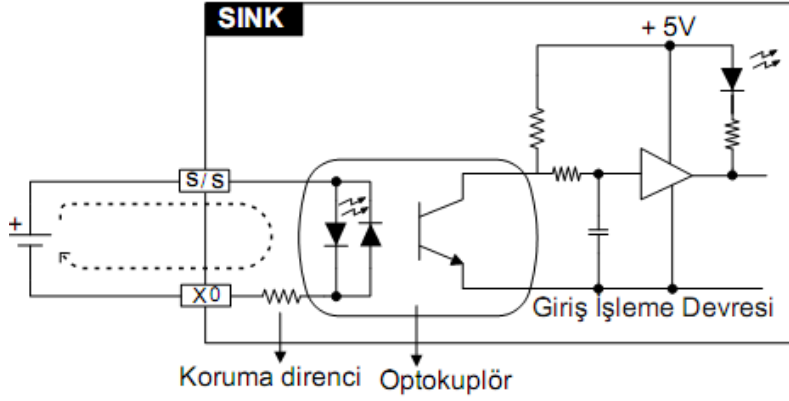 SINK
+ 5V
S/S
+
X0
Giriş İşleme Devresi
Koruma direnci
Optokuplör